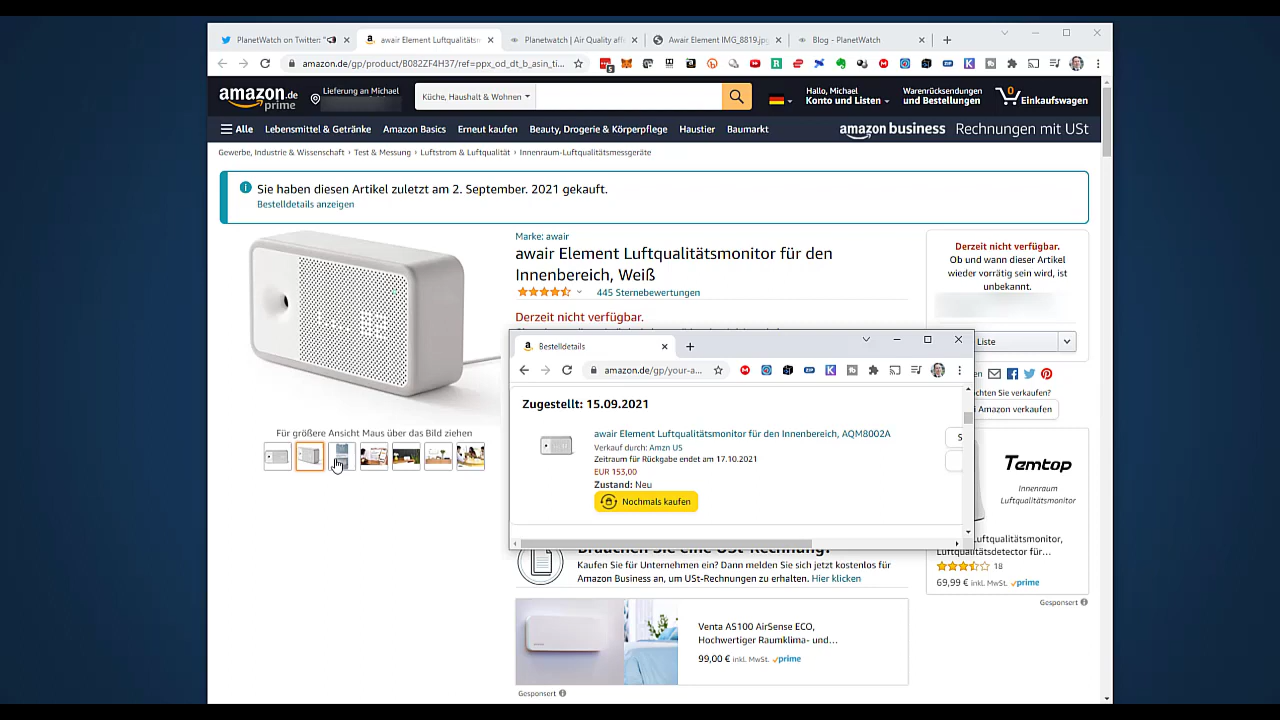 PlanetWatch on Twitter: "
awair Element Luftqualitätsm
Planetwatch | Air Quality aff
Awair Element IMG_8819.jpg
Blog - PlanetWatch
amazon.de/gp/product/B082ZF4H37/ref=ppx_od_dt_b_asin_ti...
5
amazon.de
prime
Lieferung an Michael
Küche, Haushalt & Wohnen
Hallo, Michael
Konto und Listen
Warenrücksendungen
und Bestellungen
0
Einkaufswagen
Alle
Lebensmittel & Getränke
Amazon Basics
Erneut kaufen
Beauty, Drogerie & Körperpflege
Haustier
Baumarkt
amazon business
Rechnungen mit USt
Gewerbe, Industrie & Wissenschaft › Test & Messung › Luftstrom & Luftqualität › Innenraum-Luftqualitätsmessgeräte
Sie haben diesen Artikel zuletzt am 2. September. 2021 gekauft.
Bestelldetails anzeigen
Marke: awair
awair Element Luftqualitätsmonitor für den
Innenbereich, Weiß
445 Sternebewertungen
Derzeit nicht verfügbar.
Für größere Ansicht Maus über das Bild ziehen
Derzeit nicht verfügbar.
Ob und wann dieser Artikel
wieder vorrätig sein wird, ist
unbekannt.
Liste
en
chten Sie verkaufen?
i Amazon verkaufen
Bestelldetails
amazon.de/gp/your-a...
Zugestellt: 15.09.2021
awair Element Luftqualitätsmonitor für den Innenbereich, AQM8002A
Verkauf durch: Amzn US
Zeitraum für Rückgabe endet am 17.10.2021
EUR 153,00
Zustand: Neu
Nochmals kaufen
S
Temtop
Innenraum
Luftqualitätsmonitor
uftqualitätsmonitor,
Luftqualitätsdetector für...
18
69,99 € inkl. MwSt. prime
Gesponsert
Brauchen Sie eine USt-Rechnung?
Kaufen Sie für Unternehmen ein? Dann melden Sie sich jetzt kostenlos für
Amazon Business an, um USt-Rechnungen zu erhalten. Hier klicken
Venta AS100 AirSense ECO,
Hochwertiger Raumklima- und...
99,00 € inkl. MwSt. prime
Gesponsert